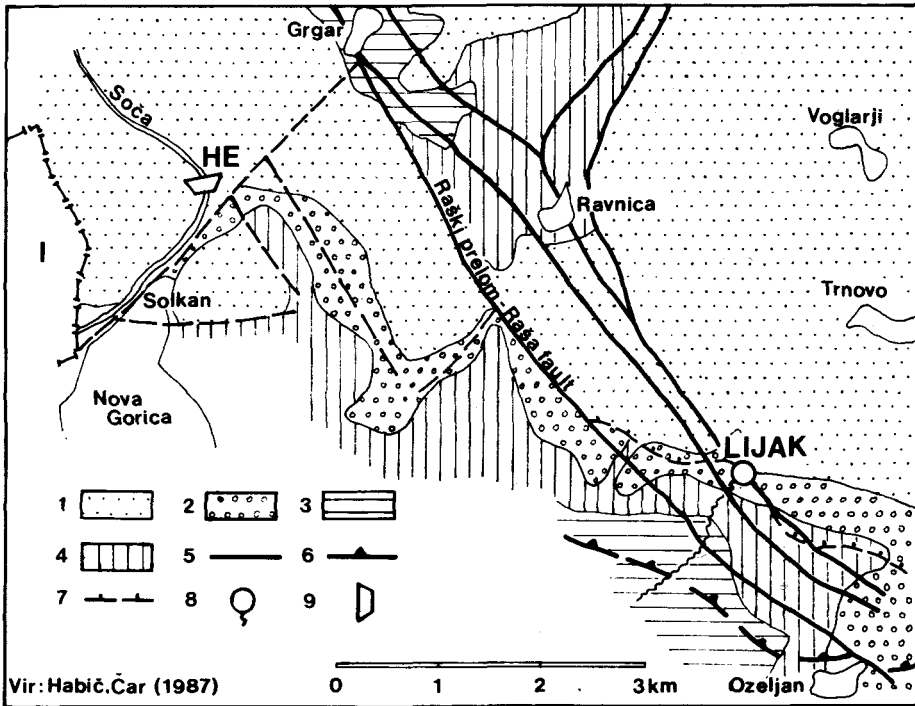 Grgar
Soča
HE
Voglarji
Ravnica
I
Raški prelom - Raša fault
Solkan
Trnovo
Nova
Gorica
LIJAK
1 2 3
4 5 6
7 8 9
Vir: Habič, Čar (1987)
0 1 2 3 km
Ozeljan